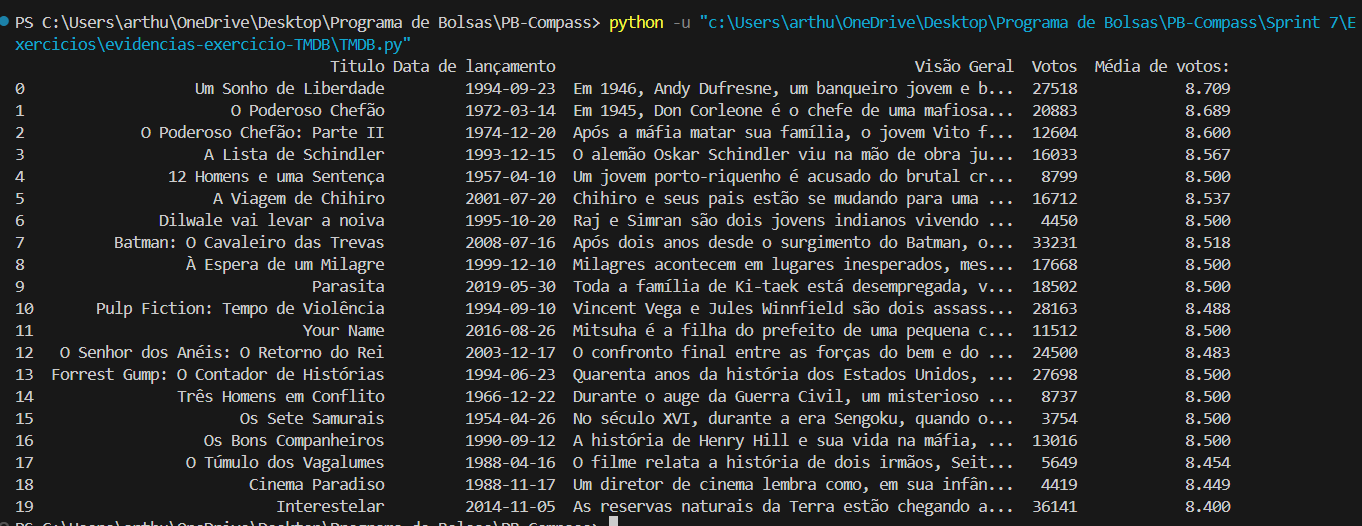 PS C:\Users\arthu\OneDrive\Desktop\Programa de Bolsas\PB-Compass> python -u "c:\Users\arthu\OneDrive\Desktop\Programa de Bolsas\PB-Compass\Sprint 7\E
xercicios\evidencias-exercicio-TMDB\TMDB.py"
Titulo Data de lançamento Visão Geral Votos Média de votos:
0 Um Sonho de Liberdade 1994-09-23 Em 1946, Andy Dufresne, um banqueiro jovem e b... 27518 8.709
1 O Poderoso Chefão 1972-03-14 Em 1945, Don Corleone é o chefe de uma mafiosa... 20883 8.689
2 O Poderoso Chefão: Parte II 1974-12-20 Após a máfia matar sua família, o jovem Vito f... 12604 8.600
3 A Lista de Schindler 1993-12-15 O alemão Oskar Schindler viu na mão de obra ju... 16033 8.567
4 12 Homens e uma Sentença 1957-04-10 Um jovem porto-riquenho é acusado do brutal cr... 8799 8.500
5 A Viagem de Chihiro 2001-07-20 Chihiro e seus pais estão se mudando para uma ... 16712 8.537
6 Dilwale vai levar a noiva 1995-10-20 Raj e Simran são dois jovens indianos vivendo ... 4450 8.500
7 Batman: O Cavaleiro das Trevas 2008-07-16 Após dois anos desde o surgimento do Batman, o... 33231 8.518
8 À Espera de um Milagre 1999-12-10 Milagres acontecem em lugares inesperados, mes... 17668 8.500
9 Parasita 2019-05-30 Toda a família de Ki-taek está desempregada, v... 18502 8.500
10 Pulp Fiction: Tempo de Violência 1994-09-10 Vincent Vega e Jules Winnfield são dois assass... 28163 8.488
11 Your Name 2016-08-26 Mitsuha é a filha do prefeito de uma pequena c... 11512 8.500
12 O Senhor dos Anéis: O Retorno do Rei 2003-12-17 O confronto final entre as forças do bem e do ... 24500 8.483
13 Forrest Gump: O Contador de Histórias 1994-06-23 Quarenta anos da história dos Estados Unidos, ... 27698 8.500
14 Três Homens em Conflito 1966-12-22 Durante o auge da Guerra Civil, um misterioso ... 8737 8.500
15 Os Sete Samurais 1954-04-26 No século XVI, durante a era Sengoku, quando o... 3754 8.500
16 Os Bons Companheiros 1990-09-12 A história de Henry Hill e sua vida na máfia, ... 13016 8.500
17 O Túmulo dos Vagalumes 1988-04-16 O filme relata a história de dois irmãos, Seit... 5649 8.454
18 Cinema Paradiso 1988-11-17 Um diretor de cinema lembra como, em sua infân... 4419 8.449
19 Interestelar 2014-11-05 As reservas naturais da Terra estão chegando a... 36141 8.400
PS C:\Users\arthu\OneDrive\Desktop\Programa de Bolsas\PB-Compass>